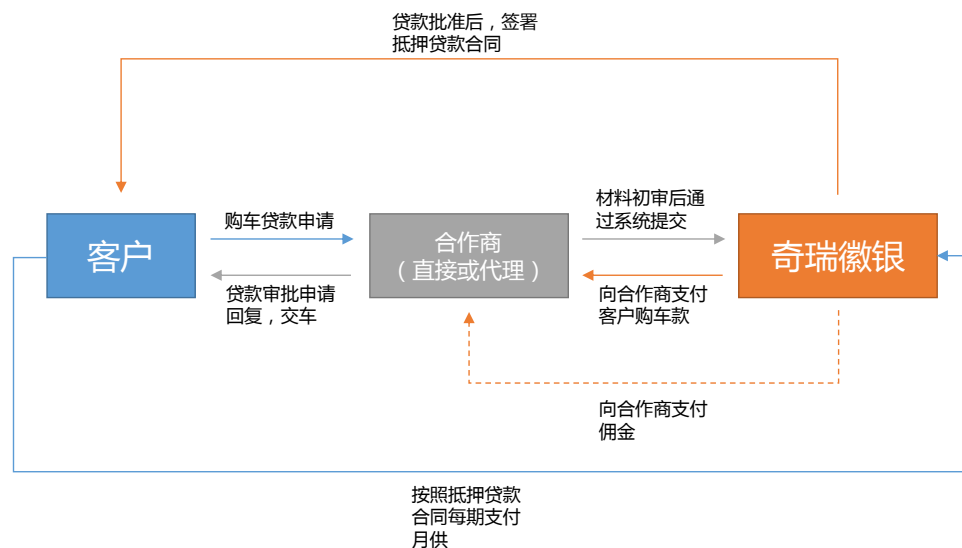 贷款批准后，签署
抵押贷款合同
购车贷款申请
材料初审后通
过系统提交
客户
合作商
（直接或代理）
奇瑞徽银
贷款审批申请
回复，交车
向合作商支付
客户购车款
向合作商支付
佣金
按照抵押贷款
合同每期支付
月供